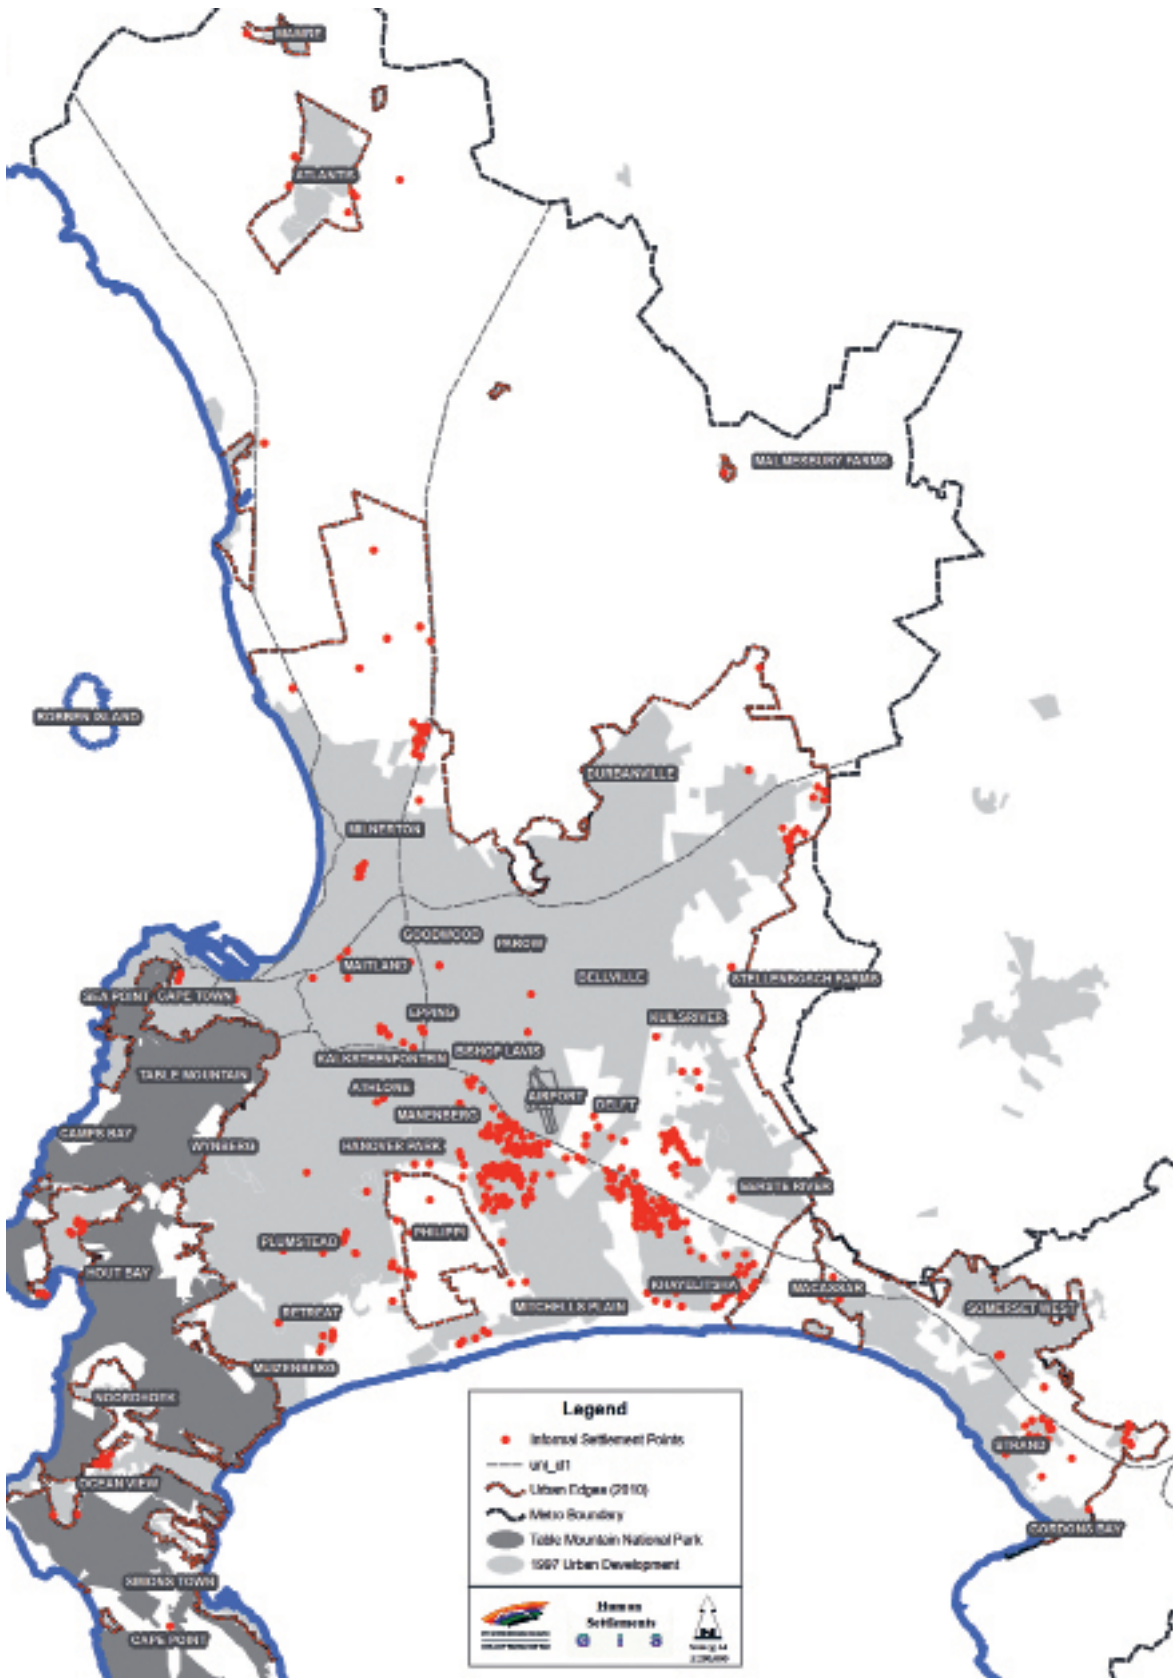 MAMRE
ATLANTIS
MALMESBURY FARMS
ROBBEN ISLAND
DURBANVILLE
MILNERTON
GOODWOOD
PAROW
MAITLAND
BELLVILLE
STELLENBOSCH FARMS
SEA POINT
CAPE TOWN
EPPING
KUILSRIVER
KALKSTEENFONTEIN
BISHOP LAVIS
TABLE MOUNTAIN
ATHLONE
AIRPORT
DELFT
MANENBERG
CAMPS BAY
WYNBERG
HANOVER PARK
EERSTE RIVER
PHILIPPI
PLUMSTEAD
HOUT BAY
KHAYELITSHA
MACASSAR
RETREAT
MITCHELLS PLAIN
SOMERSET WEST
MUIZENBERG
NOORDHOEK
STRAND
OCEAN VIEW
GORDONS BAY
SIMONS TOWN
CAPE POINT
Legend
Informal Settlement Points
Urban Edges (2010)
Metro Boundary
Table Mountain National Park
1997 Urban Development
Human
Settlements
G I S
N